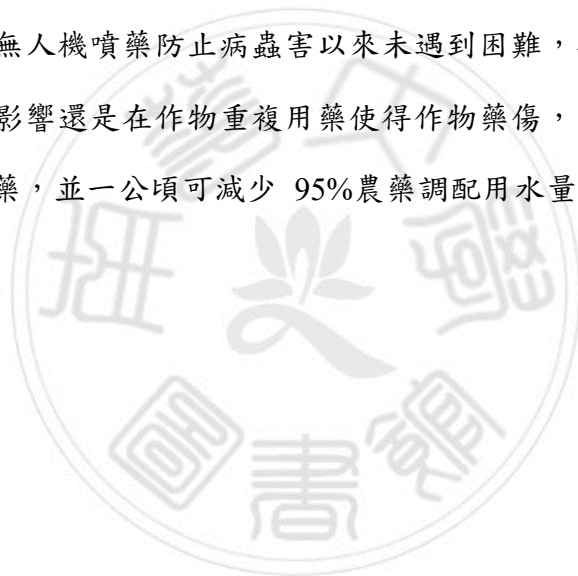 無人機噴藥防止病蟲害以來未遇到困難，
影響還是在作物重複用藥使得作物藥傷，
藥，並一公頃可減少 95%農藥調配用水量
書